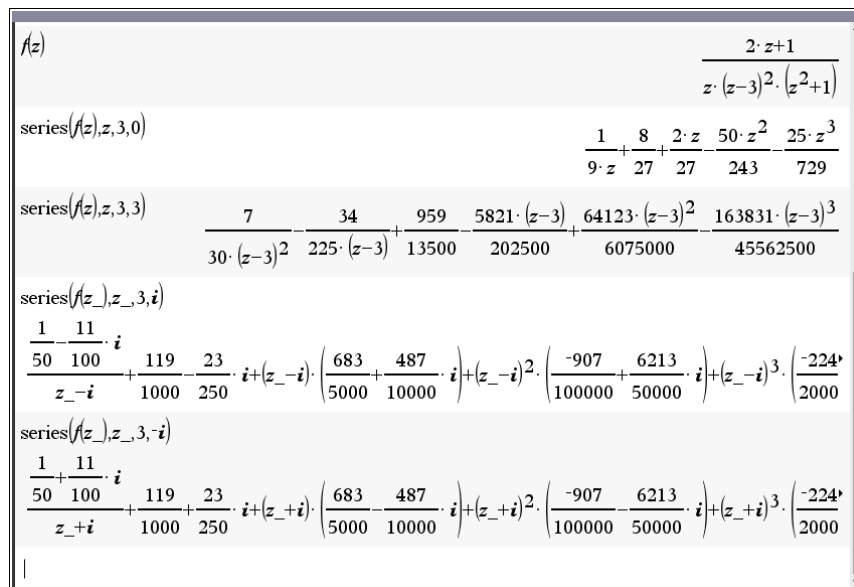 f(z)
(2·z+1)/(z·(z−3)²·(z²+1))
series(f(z),z,3,0)
1/(9·z)+8/27+(2·z)/27−(50·z²)/243−(25·z³)/729
series(f(z),z,3,3)
7/(30·(z−3)²)−34/(225·(z−3))+959/13500−(5821·(z−3))/202500+(64123·(z−3)²)/6075000−(163831·(z−3)³)/45562500
series(f(z_),z_,3,i)
(1/50−11/100·i)/(z_−i)+119/1000−23/250·i+(z_−i)·(683/5000+487/10000·i)+(z_−i)²·(-907/100000+6213/50000·i)+(z_−i)³·(-224/2000
series(f(z_),z_,3,-i)
(1/50+11/100·i)/(z_+i)+119/1000+23/250·i+(z_+i)·(683/5000−487/10000·i)+(z_+i)²·(-907/100000−6213/50000·i)+(z_+i)³·(-224/2000